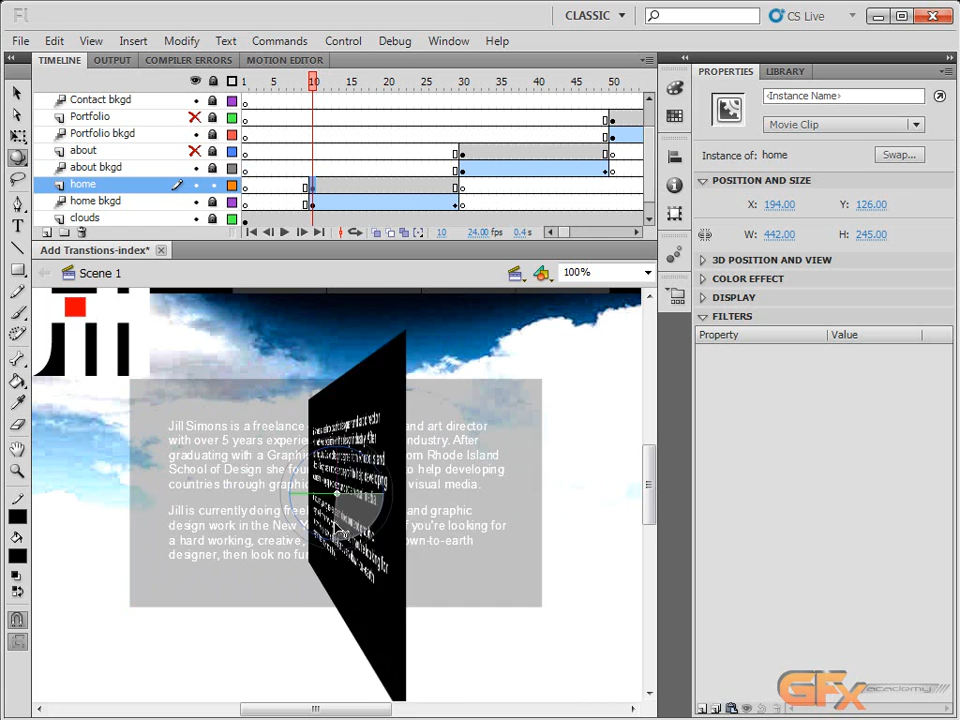 Fl
CLASSIC
CS Live
File Edit View Insert Modify Text Commands Control Debug Window Help
TIMELINE OUTPUT COMPILER ERRORS MOTION EDITOR
PROPERTIES LIBRARY
1 5 10 15 20 25 30 35 40 45 50
<Instance Name>
Contact bkgd
Portfolio
Movie Clip
Portfolio bkgd
about
Instance of: home
Swap...
about bkgd
home
POSITION AND SIZE
home bkgd
X: 194.00 Y: 126.00
clouds
W: 442.00 H: 245.00
10 24.00 fps 0.4 s
Add Transtions-index*
3D POSITION AND VIEW
Scene 1
100%
COLOR EFFECT
DISPLAY
FILTERS
Property Value
Jill Simons is a freelance and art director
with over 5 years experie industry. After
graduating with a Graphi om Rhode Island
School of Design she fou to help developing
countries through graphi visual media.
Jill is currently doing freel and graphic
design work in the New Y f you're looking for
a hard working, creative, own-to-earth
designer, then look no fur
GFx academy